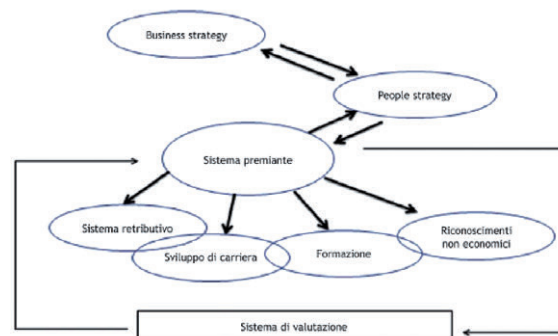 Business strategy
People strategy
Sistema premiante
Sistema retributivo
Sviluppo di carriera
Formazione
Riconoscimenti
non economici
Sistema di valutazione